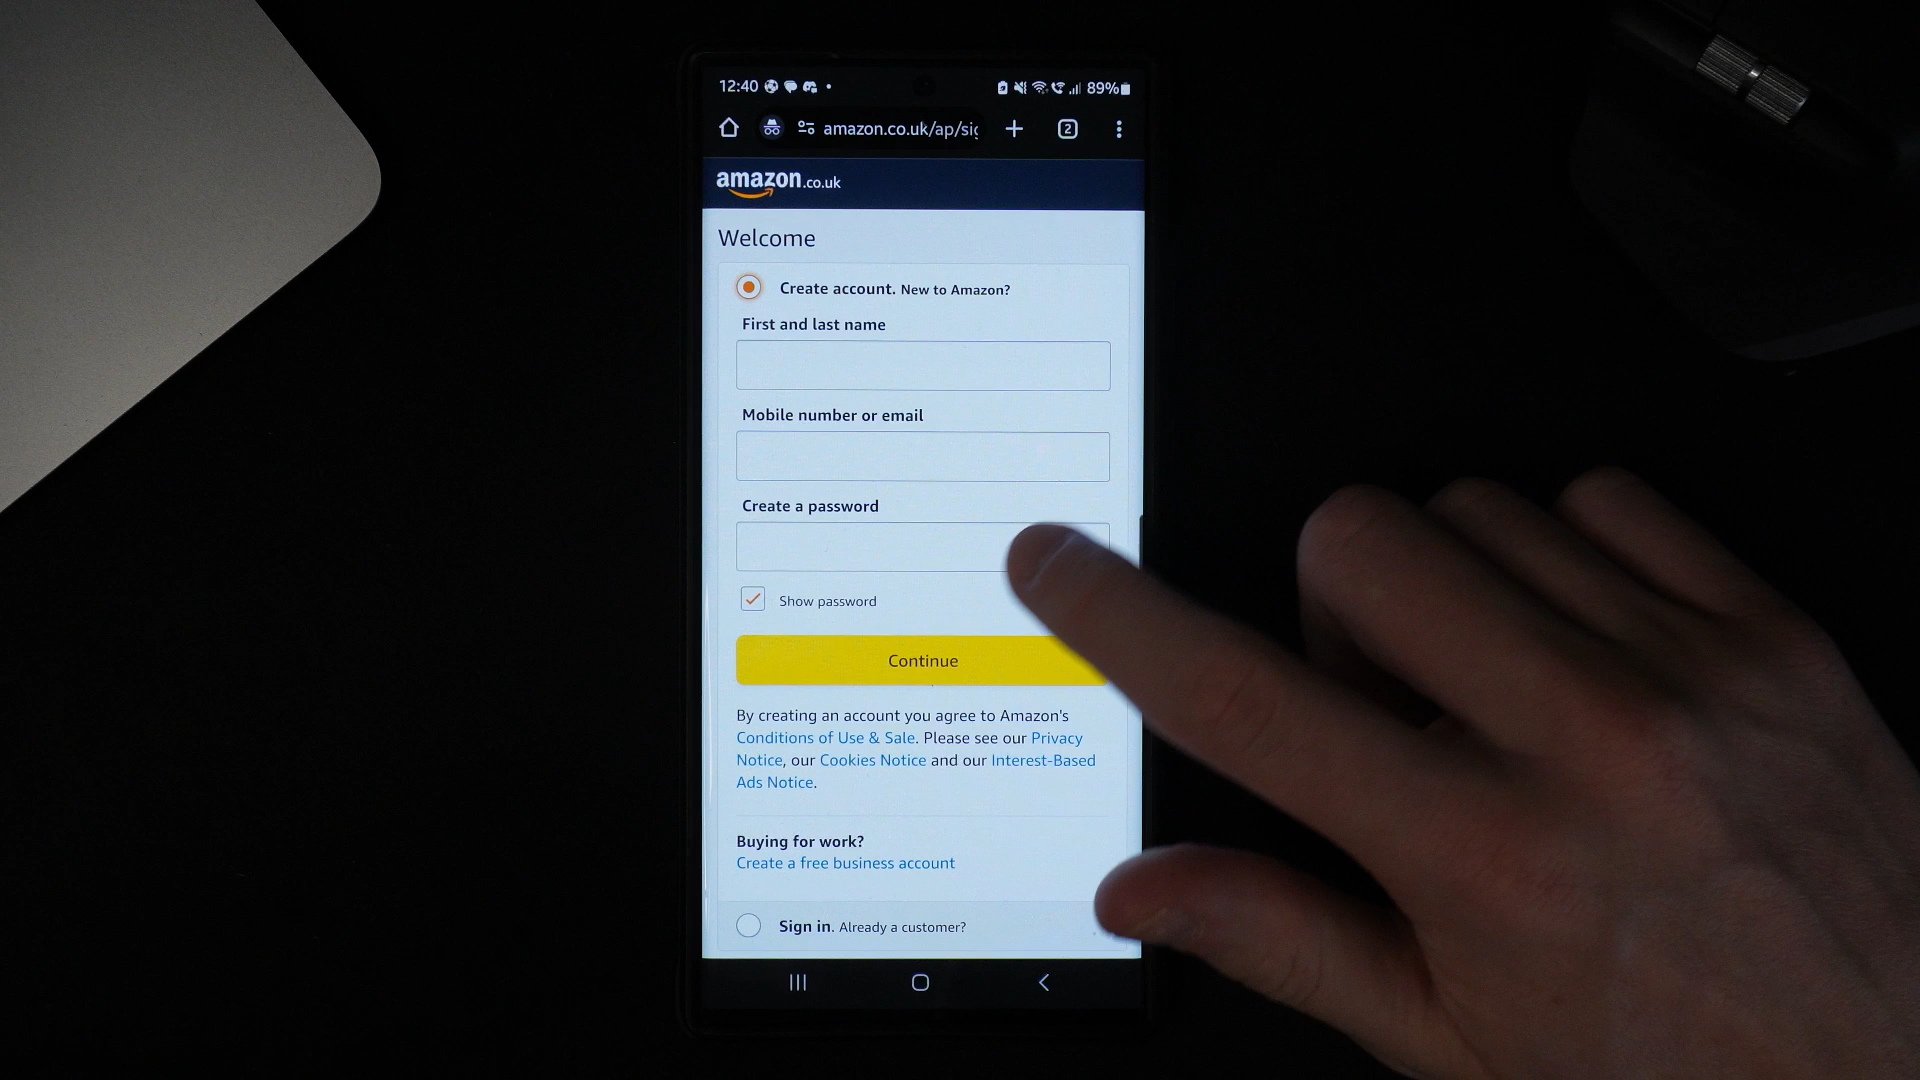 12:40 89%
amazon.co.uk/ap/sig
2
amazon.co.uk
Welcome
Create account. New to Amazon?
First and last name
Mobile number or email
Create a password
Show password
Continue
By creating an account you agree to Amazon's
Conditions of Use & Sale. Please see our Privacy
Notice, our Cookies Notice and our Interest-Based
Ads Notice.
Buying for work?
Create a free business account
Sign in. Already a customer?